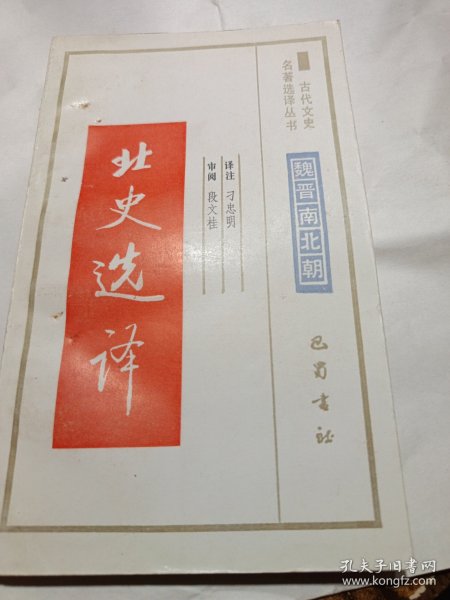 古代文史
名著选译丛书
魏晋南北朝
巴蜀书社
译注 刁忠明
审阅 段文桂
北史选译
孔夫子旧书网
www.kongfz.com